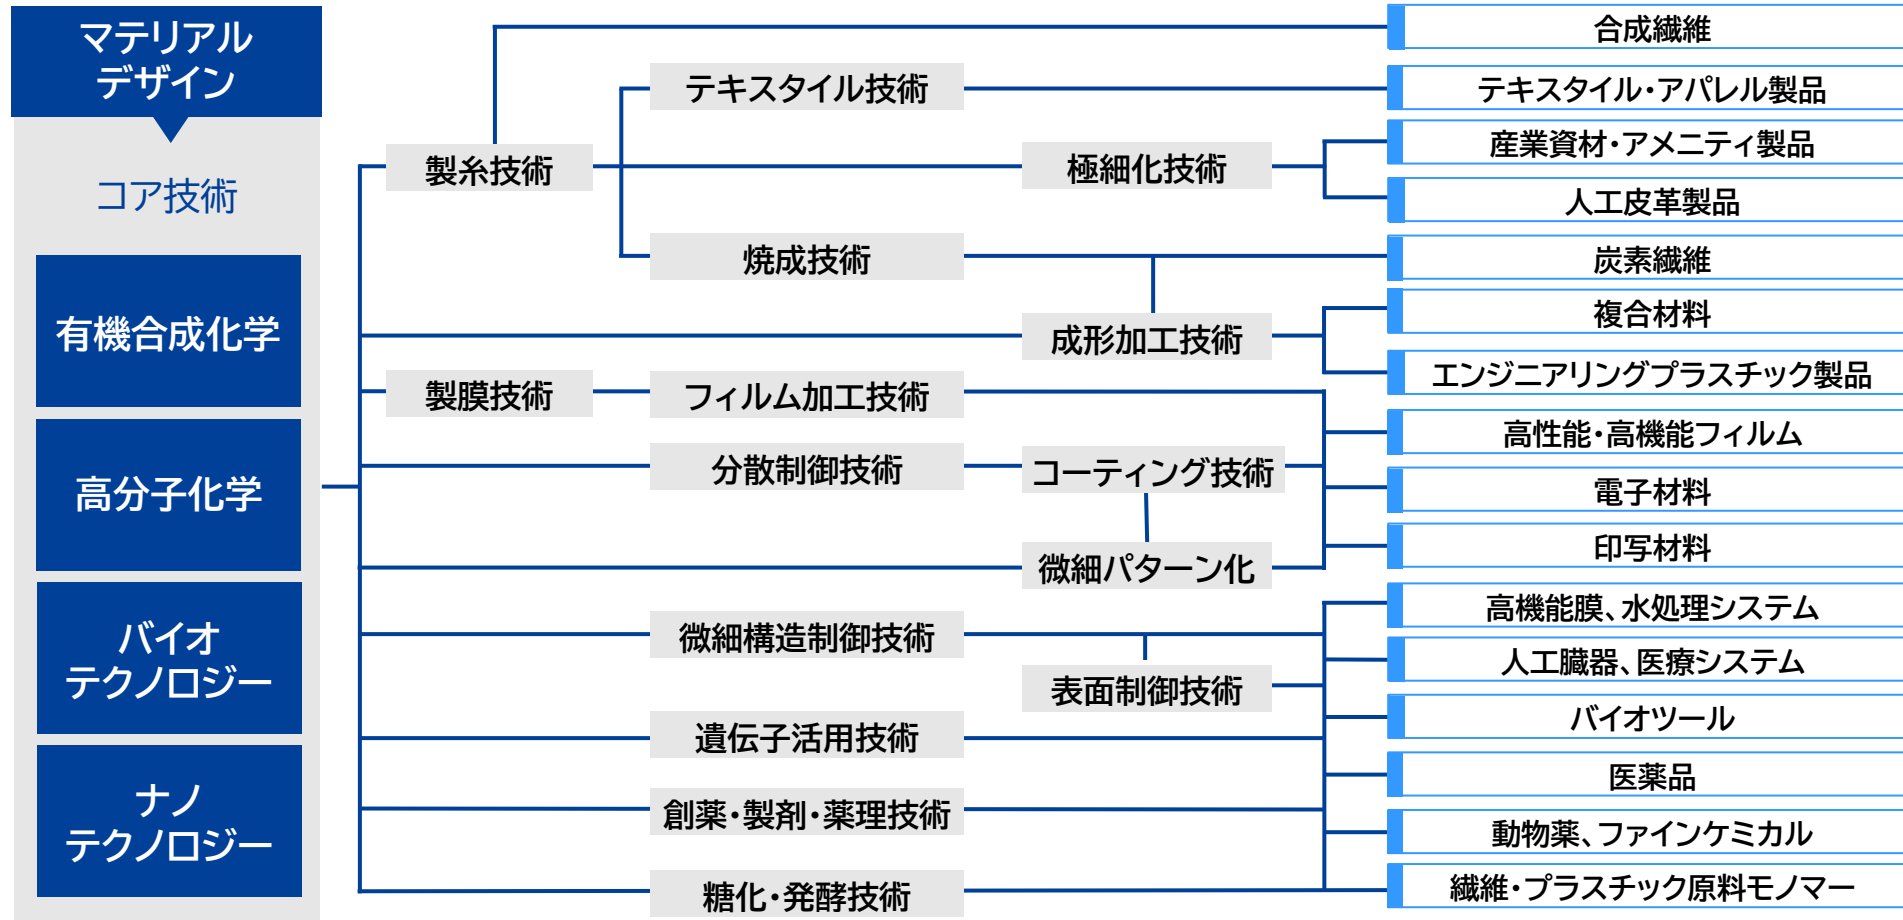 マテリアル
デザイン
コア技術
有機合成化学
高分子化学
バイオ
テクノロジー
ナノ
テクノロジー
製糸技術
製膜技術
テキスタイル技術
焼成技術
フィルム加工技術
分散制御技術
微細構造制御技術
遺伝子活用技術
創薬・製剤・薬理技術
糖化・発酵技術
極細化技術
成形加工技術
コーティング技術
微細パターン化
表面制御技術
合成繊維
テキスタイル・アパレル製品
産業資材・アメニティ製品
人工皮革製品
炭素繊維
複合材料
エンジニアリングプラスチック製品
高性能・高機能フィルム
電子材料
印写材料
高機能膜、水処理システム
人工臓器、医療システム
バイオツール
医薬品
動物薬、ファインケミカル
繊維・プラスチック原料モノマー